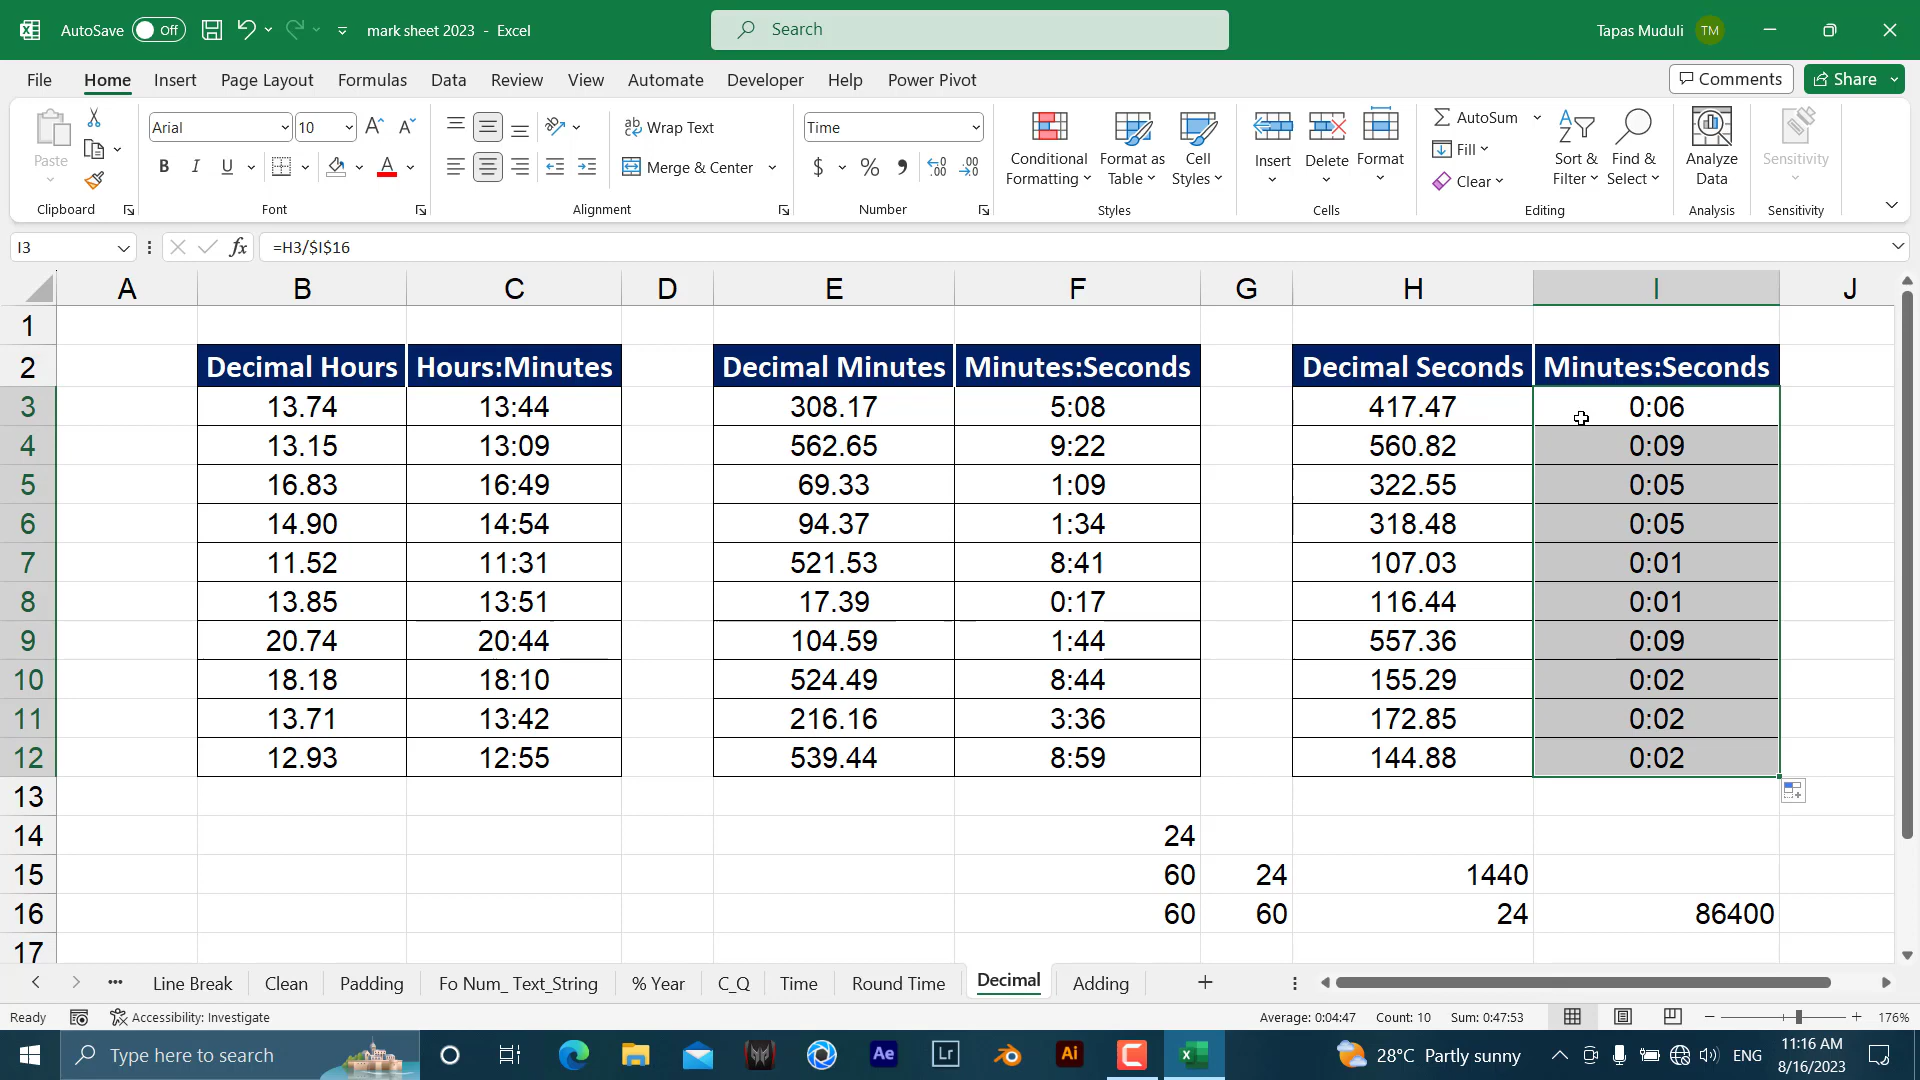 AutoSave Off mark sheet 2023 - Excel Search Tapas Muduli TM
File Home Insert Page Layout Formulas Data Review View Automate Developer Help Power Pivot Comments Share
Paste Arial 10 Wrap Text Time Conditional Formatting Format as Table Cell Styles Insert Delete Format AutoSum Sort & Filter Find & Select Analyze Data Sensitivity
B I U A Merge & Center $ % Fill
Clear
Clipboard Font Alignment Number Styles Cells Editing Analysis Sensitivity
I3 fx =H3/$I$16
A B C D E F G H I J
1
2 Decimal Hours Hours:Minutes Decimal Minutes Minutes:Seconds Decimal Seconds Minutes:Seconds
3 13.74 13:44 308.17 5:08 417.47 0:06
4 13.15 13:09 562.65 9:22 560.82 0:09
5 16.83 16:49 69.33 1:09 322.55 0:05
6 14.90 14:54 94.37 1:34 318.48 0:05
7 11.52 11:31 521.53 8:41 107.03 0:01
8 13.85 13:51 17.39 0:17 116.44 0:01
9 20.74 20:44 104.59 1:44 557.36 0:09
10 18.18 18:10 524.49 8:44 155.29 0:02
11 13.71 13:42 216.16 3:36 172.85 0:02
12 12.93 12:55 539.44 8:59 144.88 0:02
13
14 24
15 60 24 1440
16 60 60 24 86400
17
Line Break Clean Padding Fo Num_ Text_String % Year C_Q Time Round Time Decimal Adding
Ready Accessibility: Investigate Average: 0:04:47 Count: 10 Sum: 0:47:53 176%
Type here to search Ae Lr Ai 28°C Partly sunny ENG 11:16 AM
8/16/2023